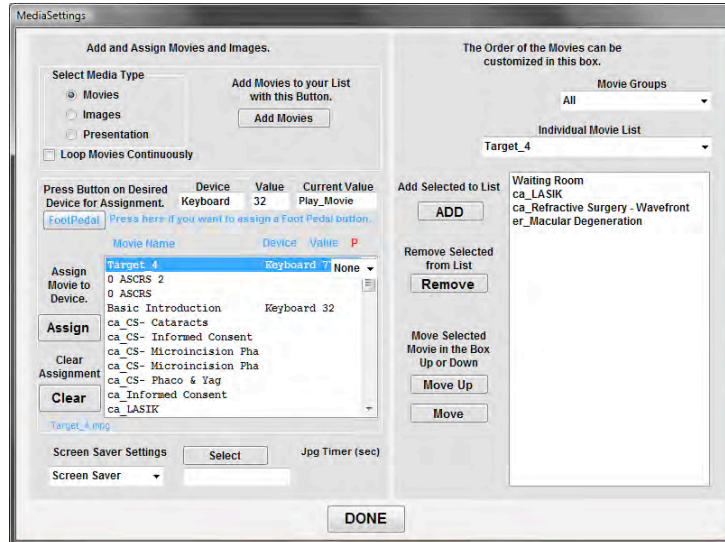 MediaSettings
Add and Assign Movies and Images.
Select Media Type
Movies
Images
Presentation
Loop Movies Continuously
Add Movies to your List
with this Button.
Add Movies
Press Button on Desired
Device for Assignment.
Device
Value
Current Value
Keyboard
32
Play_Movie
FootPedal
Press here if you want to assign a Foot Pedal button.
Movie Name
Device
Value
P
Assign
Movie to
Device.
Assign
Clear
Assignment
Clear
Target 4 Keyboard
None
0 ASCRS 2
0 ASCRS
Basic Introduction Keyboard 32
ca_CS- Cataracts
ca_CS- Informed Consent
ca_CS- Microincision Pha
ca_CS- Microincision Pha
ca_CS- Phaco & Yag
ca_Informed Consent
ca_LASIK
Target_4.mpg
Screen Saver Settings
Select
Jpg Timer (sec)
Screen Saver
The Order of the Movies can be
customized in this box.
Movie Groups
All
Individual Movie List
Target_4
Add Selected to List
ADD
Remove Selected
from List
Remove
Move Selected
Movie in the Box
Up or Down
Move Up
Move
Waiting Room
ca_LASIK
ca_Refractive Surgery - Wavefront
er_Macular Degeneration
DONE